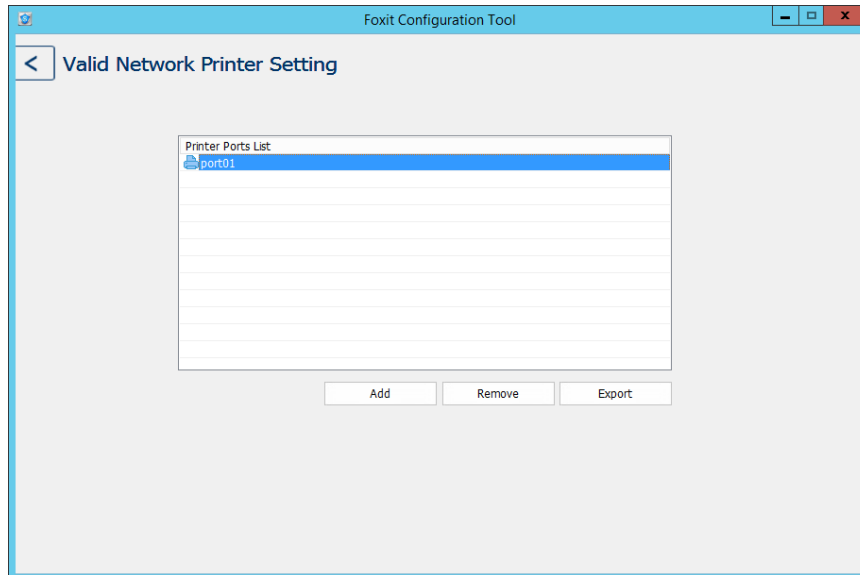 Foxit Configuration Tool
<
Valid Network Printer Setting
Printer Ports List
port01
Add Remove Export